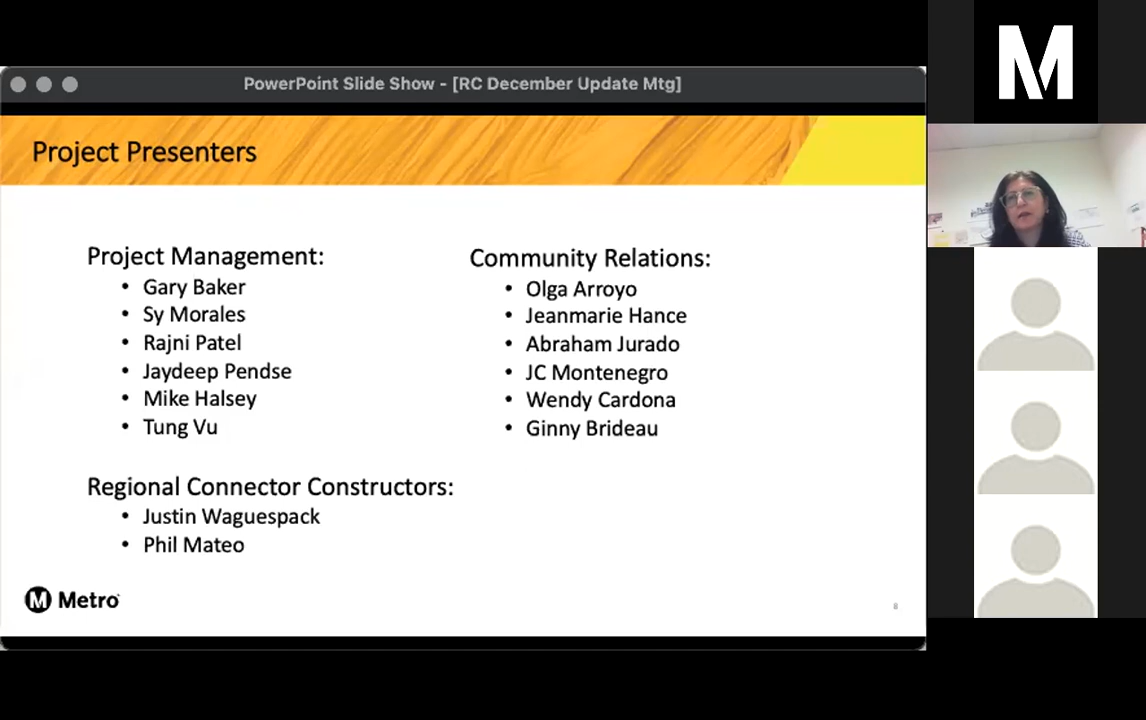 PowerPoint Slide Show - [RC December Update Mtg]
M
Project Presenters
Project Management:
• Gary Baker
• Sy Morales
• Rajni Patel
• Jaydeep Pendse
• Mike Halsey
• Tung Vu
Community Relations:
• Olga Arroyo
• Jeanmarie Hance
• Abraham Jurado
• JC Montenegro
• Wendy Cardona
• Ginny Brideau
Regional Connector Constructors:
• Justin Waguespack
• Phil Mateo
M Metro
8